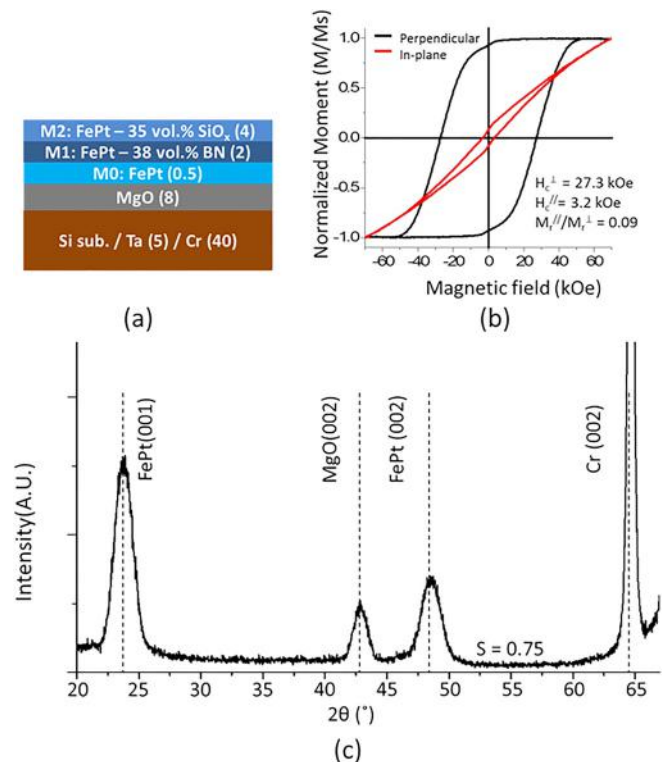 (a)
M2: FePt – 35 vol.% SiOₓ (4)
M1: FePt – 38 vol.% BN (2)
M0: FePt (0.5)
MgO (8)
Si sub. / Ta (5) / Cr (40)
(a)
Normalized Moment (M/Ms)
1.0
0.5
0.0
-0.5
-1.0
Perpendicular
In-plane
H_c^⊥ = 27.3 kOe
H_c^// = 3.2 kOe
M_r^///M_r^⊥ = 0.09
-60 -40 -20 0 20 40 60
Magnetic field (kOe)
(b)
Intensity(A.U.)
FePt(001)
MgO(002)
FePt (002)
Cr (002)
S = 0.75
20 25 30 35 40 45 50 55 60 65
2θ (˚)
(c)